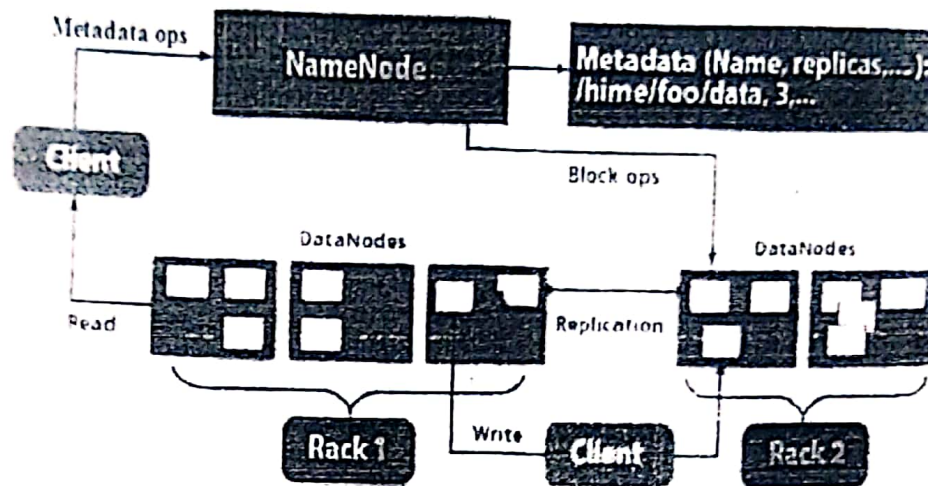 Metadata ops
NameNode
Metadata (Name, replicas,...):
/hime/foo/data, 3,...
Client
Block ops
DataNodes
DataNodes
Read
Replication
Rack 1
Write
Client
Rack 2